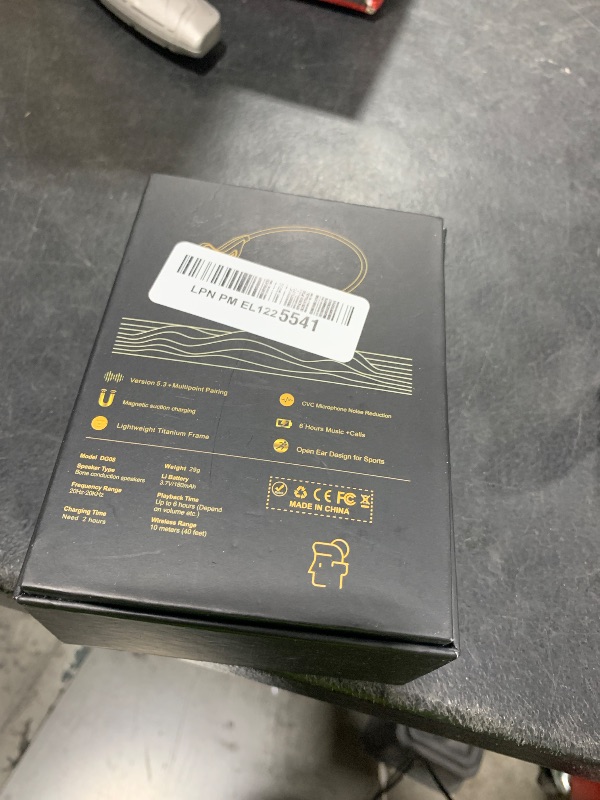 LPN PM EL1225541
Version 5.3+Multipoint Pairing
Magnetic suction charging
Lightweight Titanium Frame
CVC Microphone Noise Reduction
6 Hours Music +Calls
Open Ear Design for Sports
Model DG08
Speaker Type
Bone conduction speakers
Frequency Range
20Hz-20KHz
Charging Time
Need 2 hours
Weight 29g
Li Battery
3.7V/180mAh
Playback Time
Up to 6 hours (Depend
on volume etc.)
Wireless Range
10 meters (40 feet)
CE FC
MADE IN CHINA